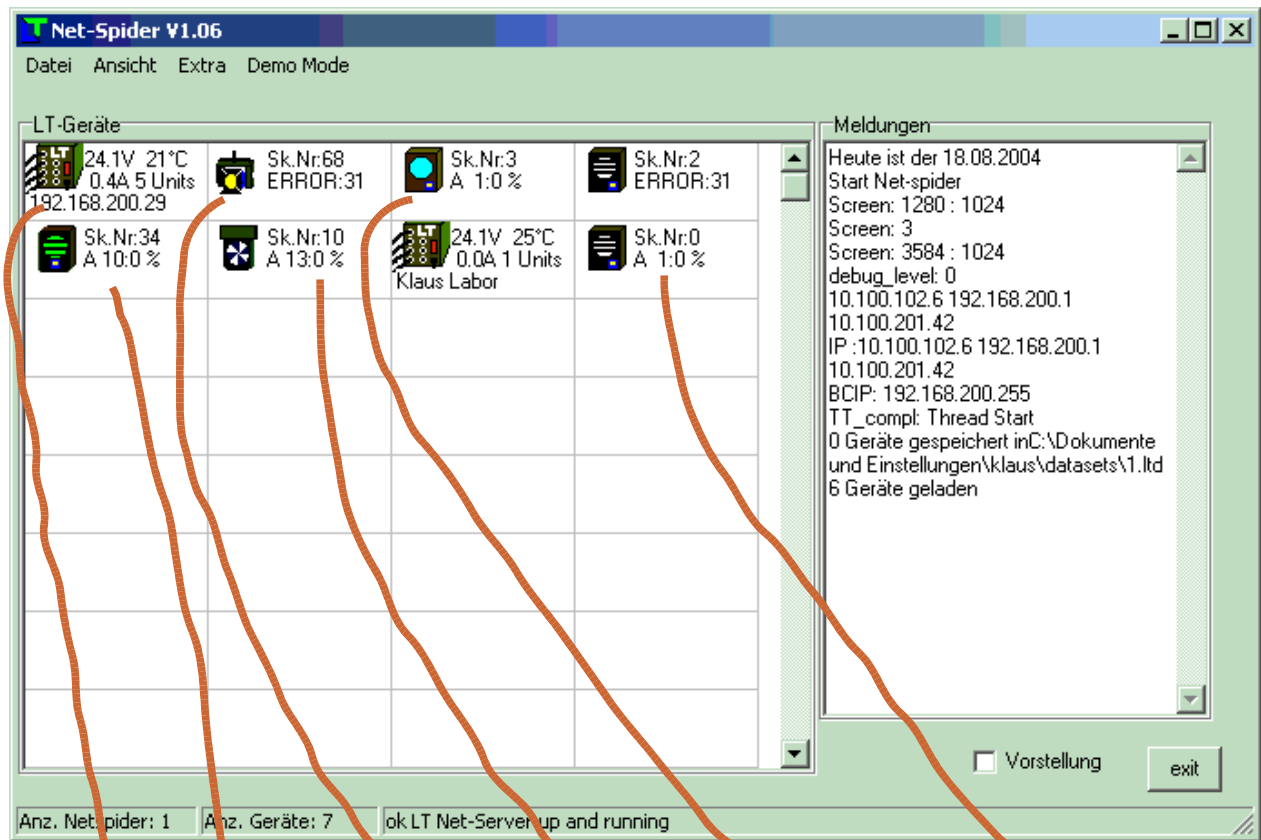 Net-Spider V1.06
Datei Ansicht Extra Demo Mode
LT-Geräte
LT 24.1V 21°C
0.4A 5 Units
192.168.200.29
Sk.Nr:68
ERROR:31
Sk.Nr:3
A 1:0 %
Sk.Nr:2
ERROR:31
Sk.Nr:34
A 10:0 %
Sk.Nr:10
A 13:0 %
LT 24.1V 25°C
0.0A 1 Units
Klaus Labor
Sk.Nr:0
A 1:0 %
Meldungen
Heute ist der 18.08.2004
Start Net-spider
Screen: 1280 : 1024
Screen: 3
Screen: 3584 : 1024
debug_level: 0
10.100.102.6 192.168.200.1
10.100.201.42
IP :10.100.102.6 192.168.200.1
10.100.201.42
BCIP: 192.168.200.255
TT_compl: Thread Start
0 Geräte gespeichert inC:\Dokumente
und Einstellungen\klaus\datasets\1.ltd
6 Geräte geladen
Vorstellung
exit
Anz. Netspider: 1
Anz. Geräte: 7
ok LT Net-Server up and running